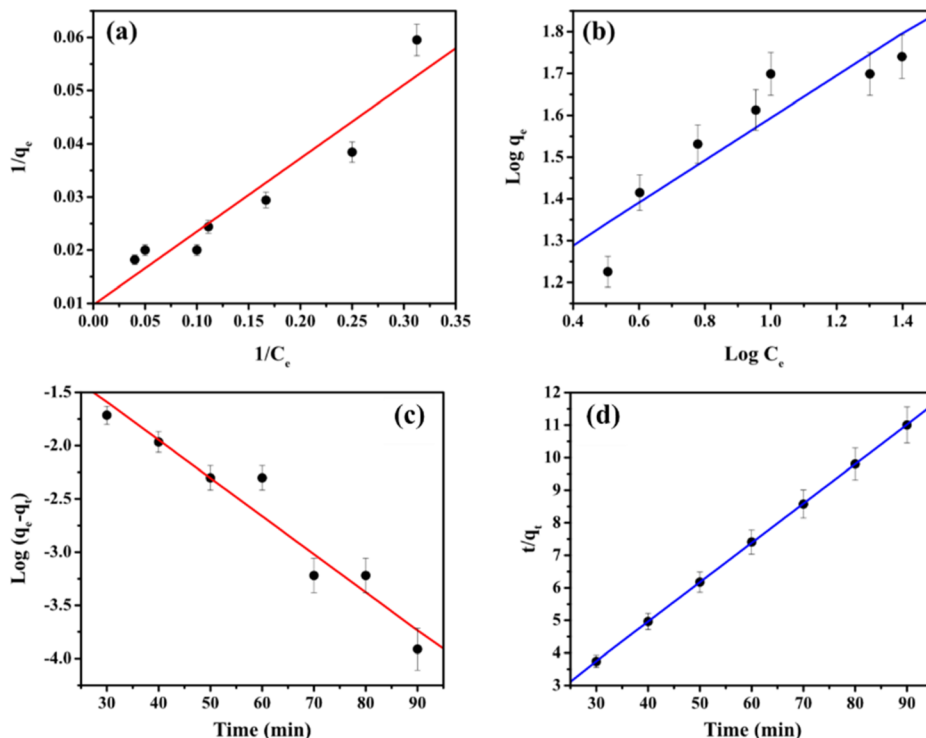 (a)
0.06
0.05
0.04
0.03
0.02
0.01
1/qe
0.00 0.05 0.10 0.15 0.20 0.25 0.30 0.35
1/Ce
(b)
1.8
1.7
1.6
1.5
1.4
1.3
1.2
Log qe
0.4 0.6 0.8 1.0 1.2 1.4
Log Ce
(c)
-1.5
-2.0
-2.5
-3.0
-3.5
-4.0
Log (qe-qt)
30 40 50 60 70 80 90
Time (min)
(d)
12
11
10
9
8
7
6
5
4
3
t/qt
30 40 50 60 70 80 90
Time (min)